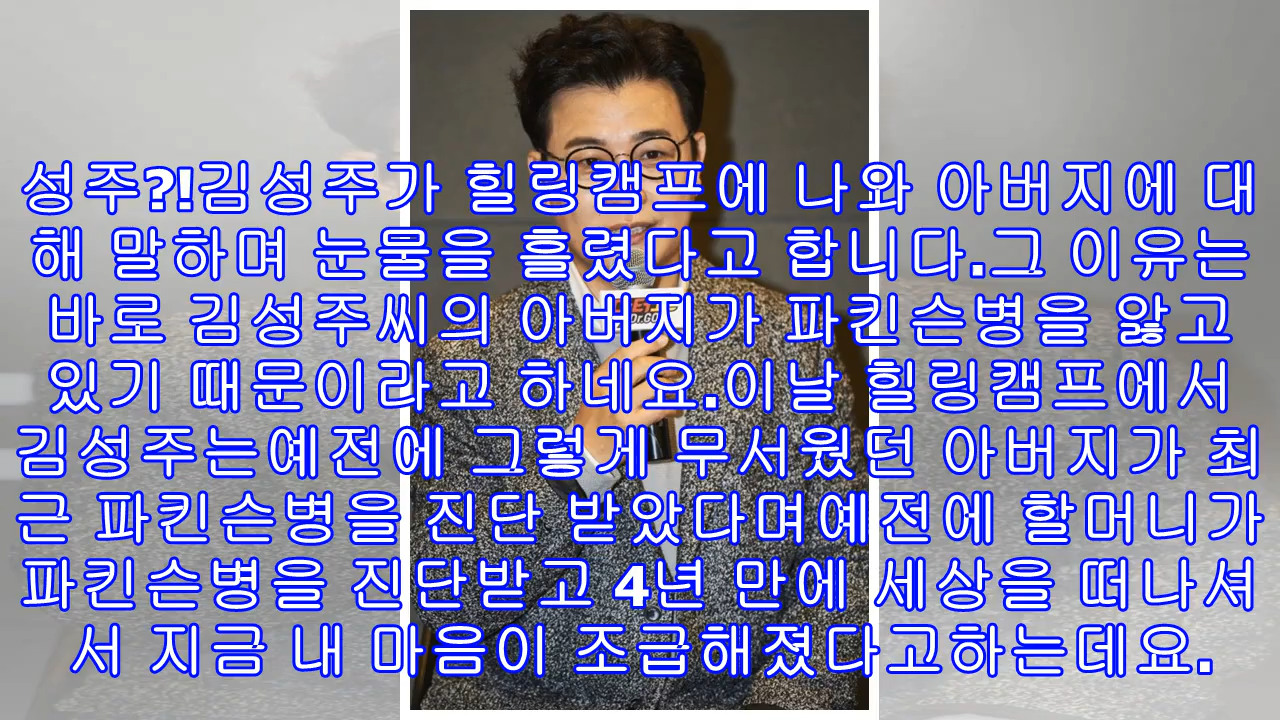 성주?!김성주가 힐링캠프에 나와 아버지에 대
해 말하며 눈물을 흘렸다고 합니다.그 이유는
바로 김성주씨의 아버지가 파킨슨병을 앓고
있기 때문이라고 하네요.이날 힐링캠프에서
김성주는예전에 그렇게 무서웠던 아버지가 최
근 파킨슨병을 진단 받았다며예전에 할머니가
파킨슨병을 진단받고 4년 만에 세상을 떠나셔
서 지금 내 마음이 조급해졌다고하는데요.